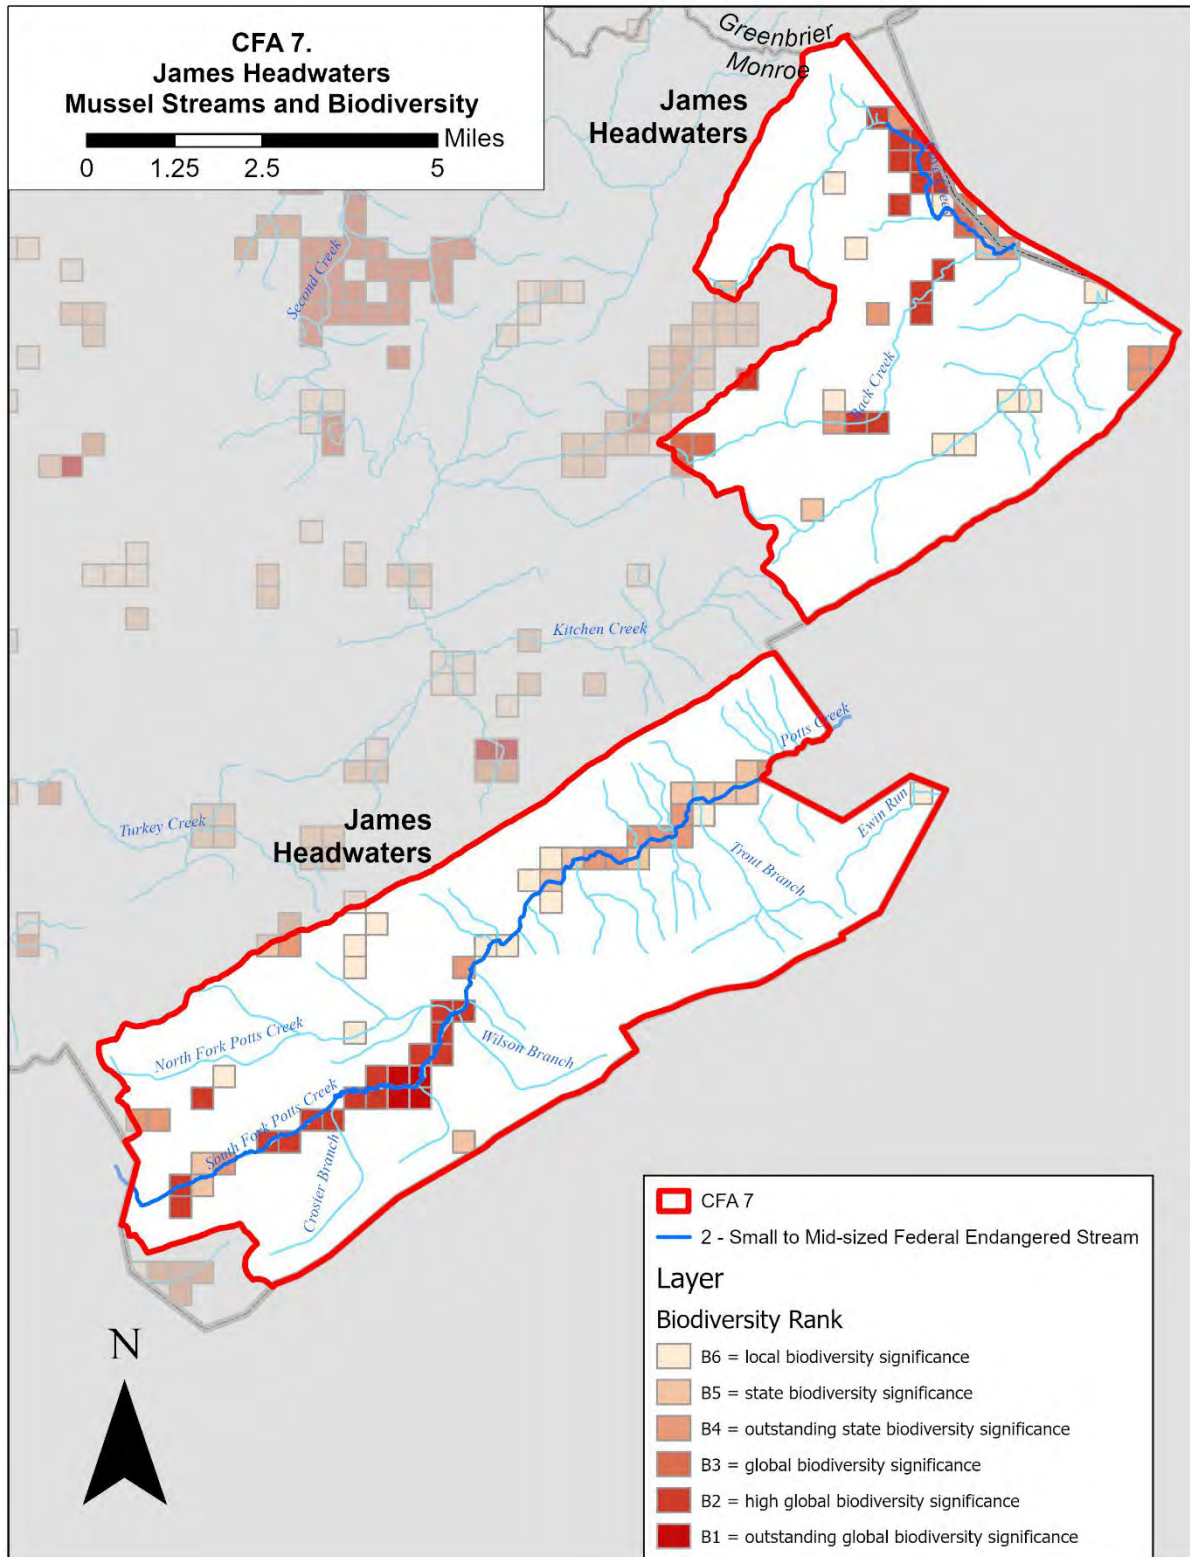 CFA 7.
James Headwaters
Mussel Streams and Biodiversity
Miles
0 1.25 2.5 5
Greenbrier
Monroe
James
Headwaters
Second Creek
Back Creek
Kitchen Creek
Potts Creek
Turkey Creek
James
Headwaters
Ewin Run
Trout Branch
North Fork Potts Creek
Wilson Branch
South Fork Potts Creek
Crosier Branch
N
CFA 7
2 - Small to Mid-sized Federal Endangered Stream
Layer
Biodiversity Rank
B6 = local biodiversity significance
B5 = state biodiversity significance
B4 = outstanding state biodiversity significance
B3 = global biodiversity significance
B2 = high global biodiversity significance
B1 = outstanding global biodiversity significance